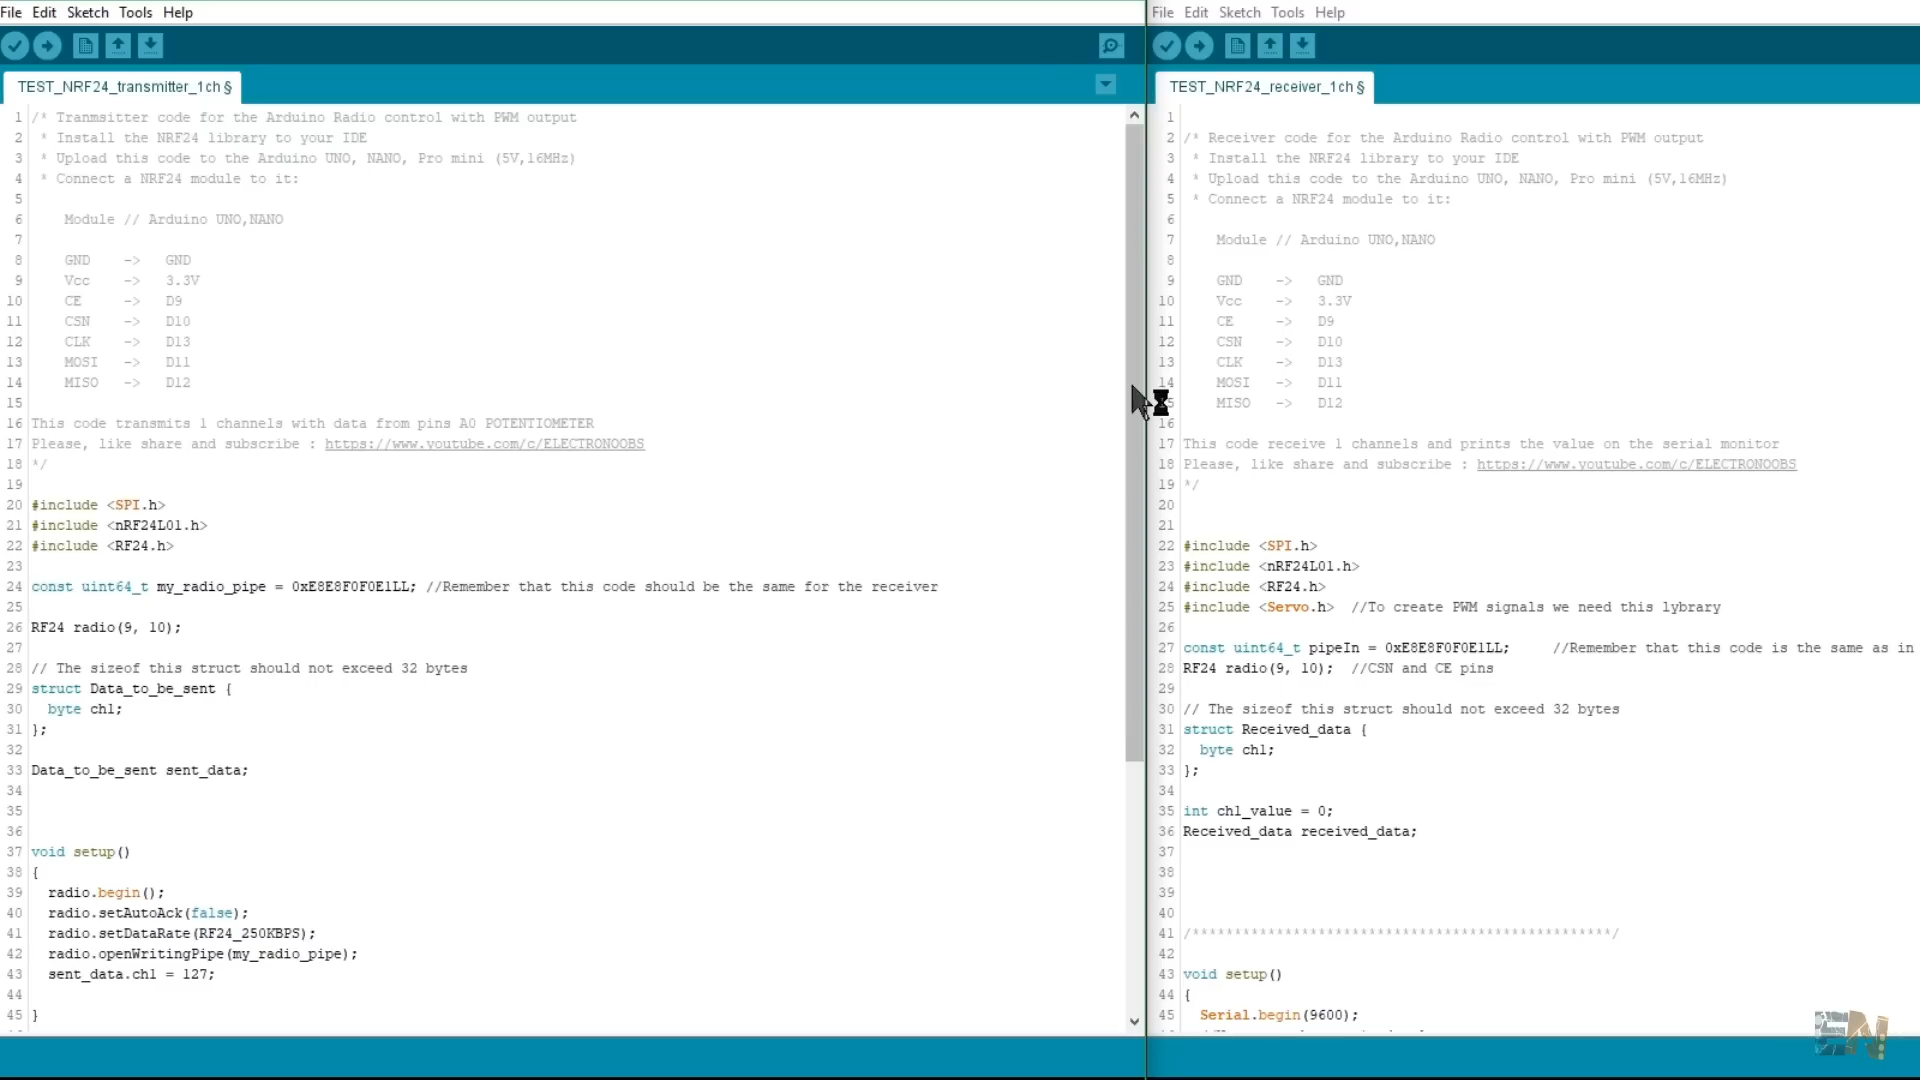 File Edit Sketch Tools Help
TEST_NRF24_transmitter_1ch §
1 /* Tranmsitter code for the Arduino Radio control with PWM output
2 * Install the NRF24 library to your IDE
3 * Upload this code to the Arduino UNO, NANO, Pro mini (5V,16MHz)
4 * Connect a NRF24 module to it:
5
6 Module // Arduino UNO,NANO
7
8 GND -> GND
9 Vcc -> 3.3V
10 CE -> D9
11 CSN -> D10
12 CLK -> D13
13 MOSI -> D11
14 MISO -> D12
15
16 This code transmits 1 channels with data from pins A0 POTENTIOMETER
17 Please, like share and subscribe : https://www.youtube.com/c/ELECTRONOOBS
18 */
19
20 #include <SPI.h>
21 #include <nRF24L01.h>
22 #include <RF24.h>
23
24 const uint64_t my_radio_pipe = 0xE8E8F0F0E1LL; //Remember that this code should be the same for the receiver
25
26 RF24 radio(9, 10);
27
28 // The sizeof this struct should not exceed 32 bytes
29 struct Data_to_be_sent {
30 byte ch1;
31 };
32
33 Data_to_be_sent sent_data;
34
35
36
37 void setup()
38 {
39 radio.begin();
40 radio.setAutoAck(false);
41 radio.setDataRate(RF24_250KBPS);
42 radio.openWritingPipe(my_radio_pipe);
43 sent_data.ch1 = 127;
44
45 }
File Edit Sketch Tools Help
TEST_NRF24_receiver_1ch §
1
2 /* Receiver code for the Arduino Radio control with PWM output
3 * Install the NRF24 library to your IDE
4 * Upload this code to the Arduino UNO, NANO, Pro mini (5V,16MHz)
5 * Connect a NRF24 module to it:
6
7 Module // Arduino UNO,NANO
8
9 GND -> GND
10 Vcc -> 3.3V
11 CE -> D9
12 CSN -> D10
13 CLK -> D13
14 MOSI -> D11
MISO -> D12
16
17 This code receive 1 channels and prints the value on the serial monitor
18 Please, like share and subscribe : https://www.youtube.com/c/ELECTRONOOBS
19 */
20
21
22 #include <SPI.h>
23 #include <nRF24L01.h>
24 #include <RF24.h>
25 #include <Servo.h> //To create PWM signals we need this lybrary
26
27 const uint64_t pipeIn = 0xE8E8F0F0E1LL; //Remember that this code is the same as in
28 RF24 radio(9, 10); //CSN and CE pins
29
30 // The sizeof this struct should not exceed 32 bytes
31 struct Received_data {
32 byte ch1;
33 };
34
35 int ch1_value = 0;
36 Received_data received_data;
37
38
39
40
41 /**************************************************/
42
43 void setup()
44 {
45 Serial.begin(9600);
EN!